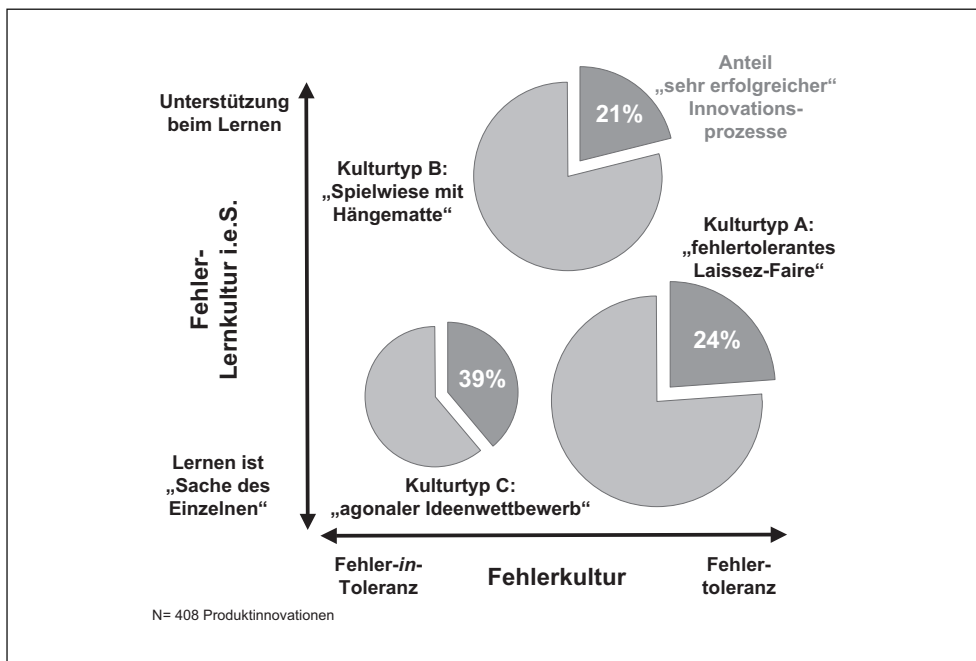 Anteil
„sehr erfolgreicher“
Innovations-
prozesse
Unterstützung
beim Lernen
21%
Kulturtyp B:
„Spielwiese mit
Hängematte“
Kulturtyp A:
„fehlertolerantes
Laissez-Faire“
Fehler-
Lernkultur i.e.S.
24%
39%
Lernen ist
„Sache des
Einzelnen“
Kulturtyp C:
„agonaler Ideenwettbewerb“
Fehler-in-
Toleranz
Fehlerkultur
Fehler-
toleranz
N= 408 Produktinnovationen